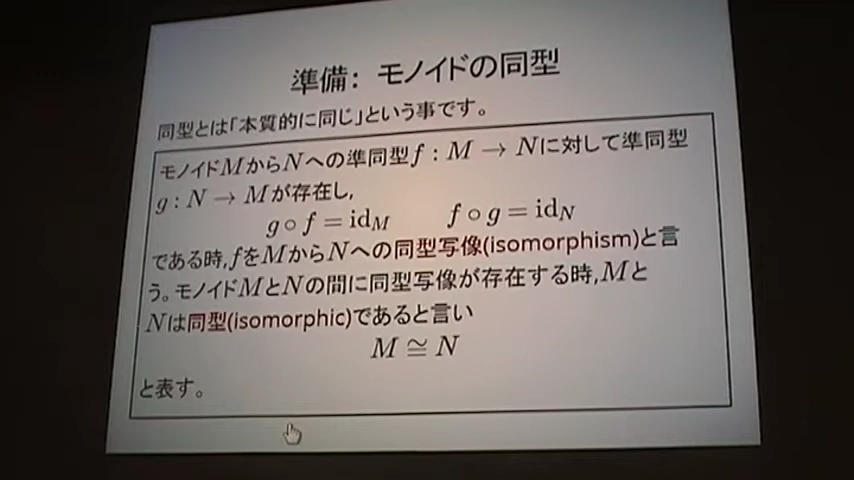 準備: モノイドの同型
同型とは「本質的に同じ」という事です。
モノイドMからNへの準同型f : M → Nに対して準同型
g : N → Mが存在し,
g ∘ f = id_M f ∘ g = id_N
である時,fをMからNへの同型写像(isomorphism)と言
う。モノイドMとNの間に同型写像が存在する時,Mと
Nは同型(isomorphic)であると言い
M ≅ N
と表す。